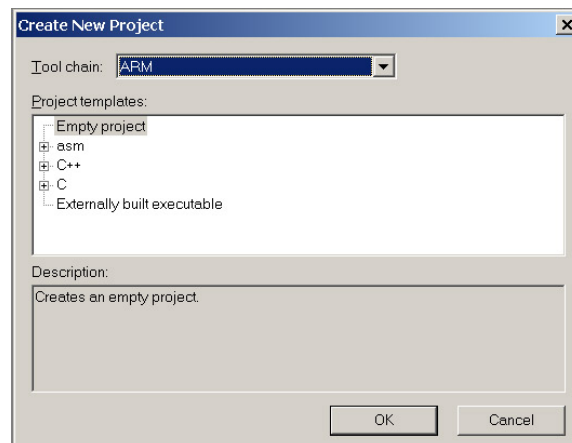 Create New Project
Tool chain: ARM
Project templates:
Empty project
asm
C++
C
Externally built executable
Description:
Creates an empty project.
OK Cancel